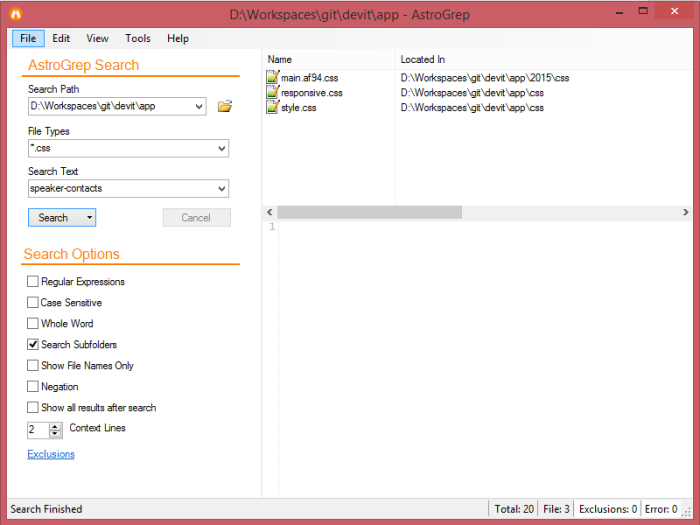 D:\Workspaces\git\devit\app - AstroGrep
File Edit View Tools Help
AstroGrep Search
Search Path
D:\Workspaces\git\devit\app
File Types
*.css
Search Text
speaker-contacts
Search Cancel
Search Options
Regular Expressions
Case Sensitive
Whole Word
Search Subfolders
Show File Names Only
Negation
Show all results after search
2 Context Lines
Exclusions
Name Located In
main.af94.css D:\Workspaces\git\devit\app\2015\css
responsive.css D:\Workspaces\git\devit\app\css
style.css D:\Workspaces\git\devit\app\css
1
Search Finished Total: 20 File: 3 Exclusions: 0 Error: 0